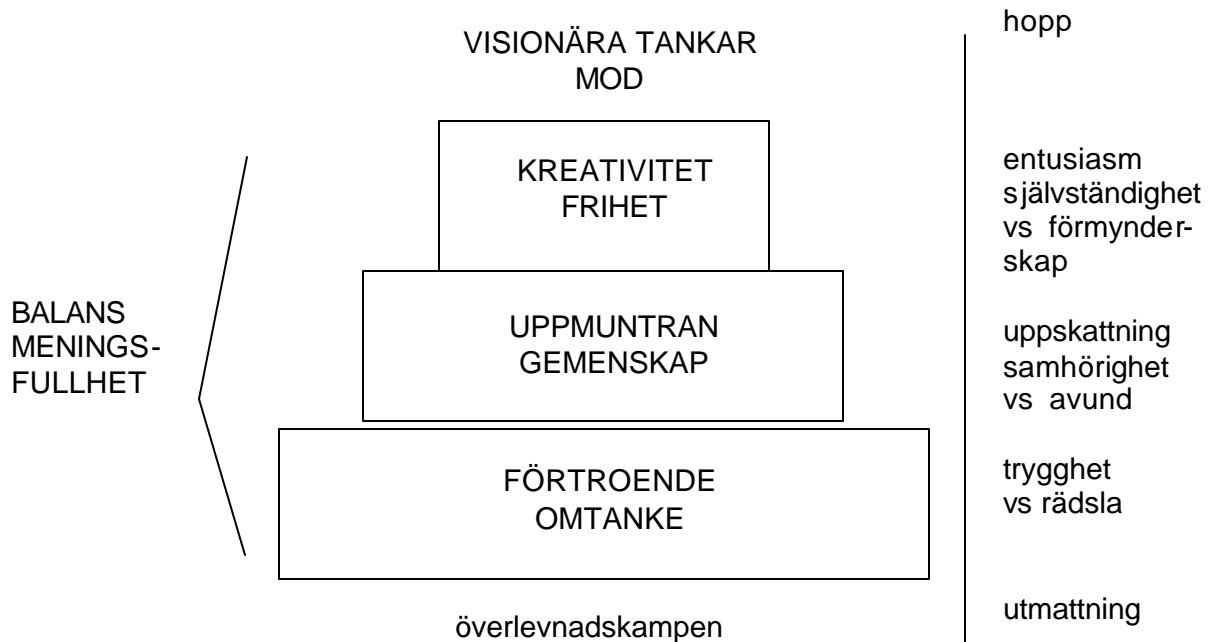 hopp
VISIONÄRA TANKAR
MOD
KREATIVITET
FRIHET
entusiasm
självständighet
vs förmynder-
skap
BALANS
MENINGS-
FULLHET
UPPMUNTRAN
GEMENSKAP
uppskattning
samhörighet
vs avund
FÖRTROENDE
OMTANKE
trygghet
vs rädsla
överlevnadskampen
utmattning